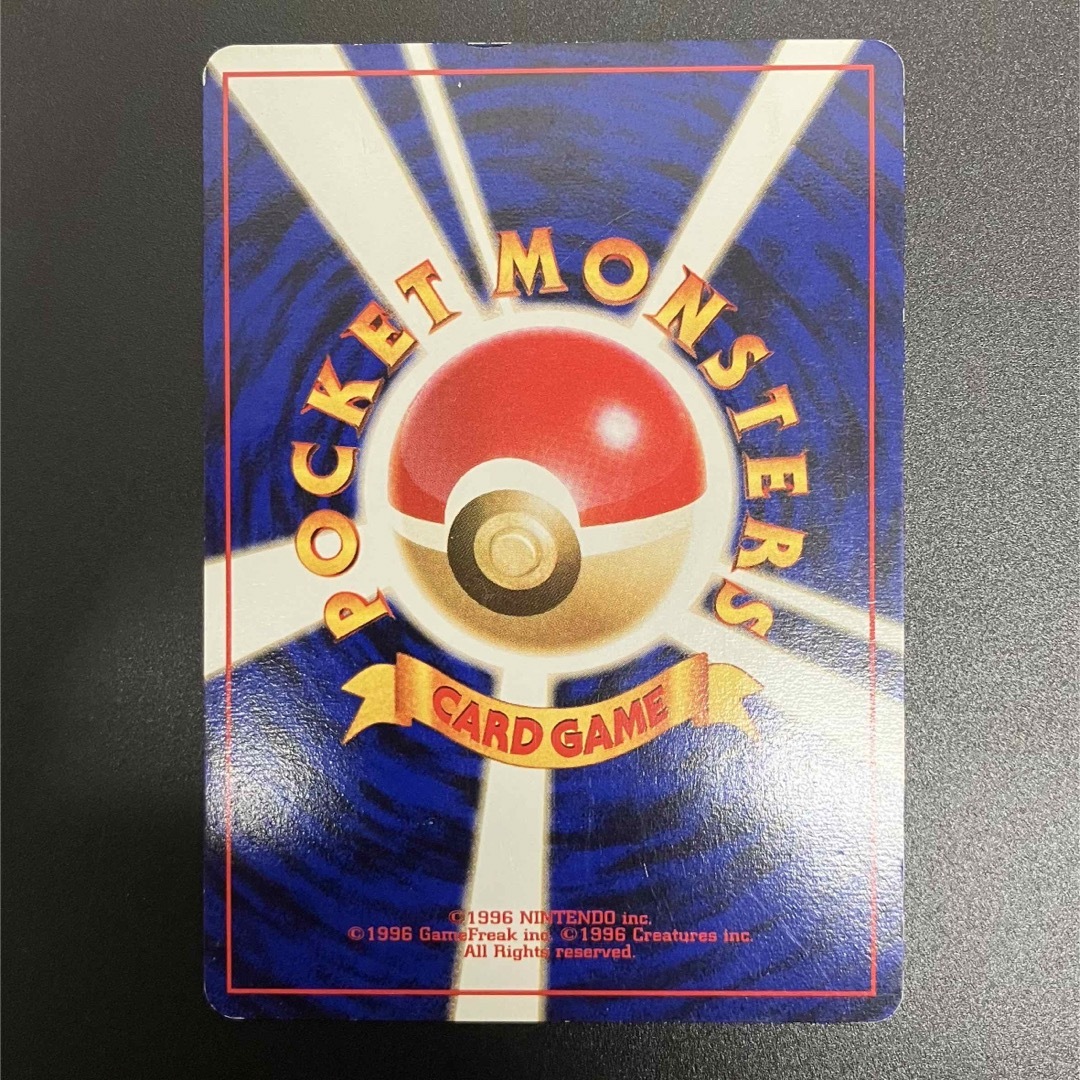 POCKET MONSTERS
CARD GAME
©1996 NINTENDO inc.
©1996 GameFreak inc. ©1996 Creatures inc.
All Rights reserved.